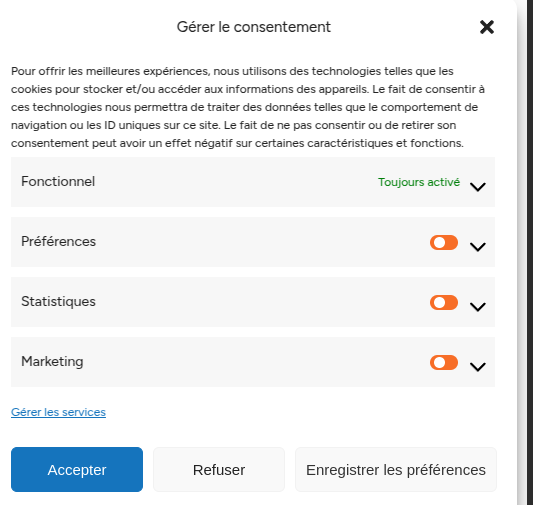 Gérer le consentement
Pour offrir les meilleures expériences, nous utilisons des technologies telles que les
cookies pour stocker et/ou accéder aux informations des appareils. Le fait de consentir à
ces technologies nous permettra de traiter des données telles que le comportement de
navigation ou les ID uniques sur ce site. Le fait de ne pas consentir ou de retirer son
consentement peut avoir un effet négatif sur certaines caractéristiques et fonctions.
Fonctionnel Toujours activé
Préférences
Statistiques
Marketing
Gérer les services
Accepter Refuser Enregistrer les préférences